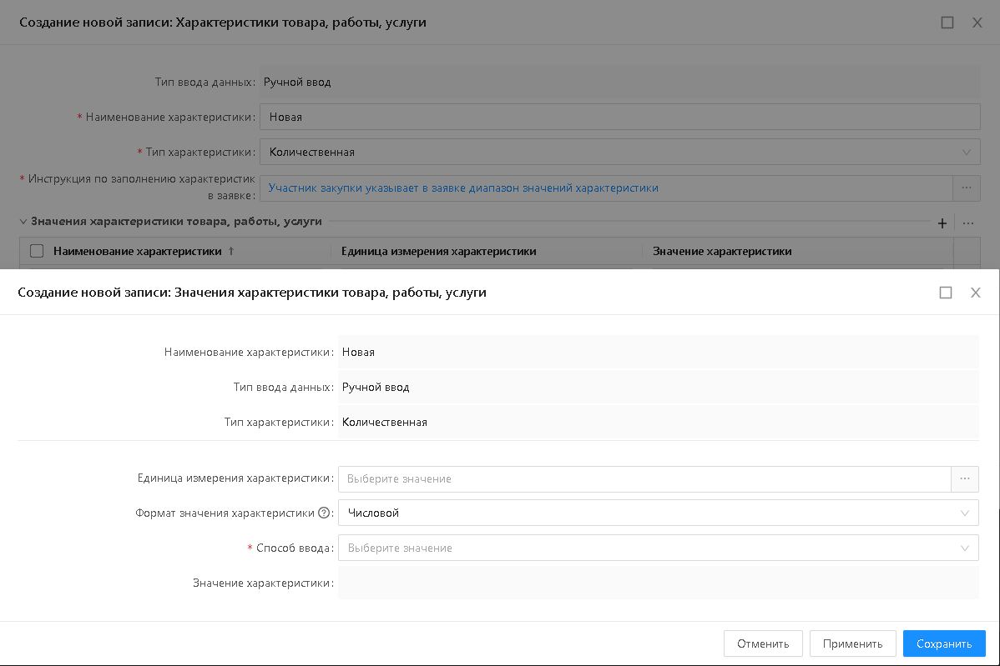 Создание новой записи: Характеристики товара, работы, услуги
Тип ввода данных: Ручной ввод
* Наименование характеристики: Новая
* Тип характеристики: Количественная
* Инструкция по заполнению характеристик в заявке: Участник закупки указывает в заявке диапазон значений характеристики
Значения характеристики товара, работы, услуги
Наименование характеристики ↑ Единица измерения характеристики Значение характеристики
Создание новой записи: Значения характеристики товара, работы, услуги
Наименование характеристики: Новая
Тип ввода данных: Ручной ввод
Тип характеристики: Количественная
Единица измерения характеристики: Выберите значение
Формат значения характеристики ?: Числовой
* Способ ввода: Выберите значение
Значение характеристики:
Отменить Применить Сохранить